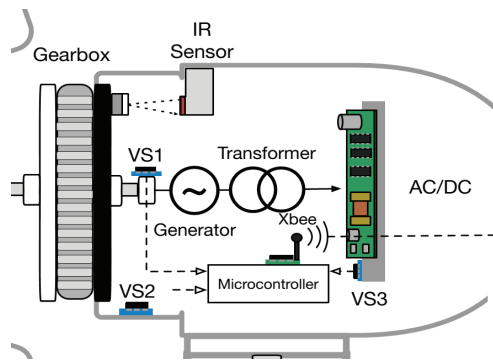 Gearbox
IR
Sensor
VS1
Transformer
AC/DC
~
Generator
Xbee
VS2
Microcontroller
VS3